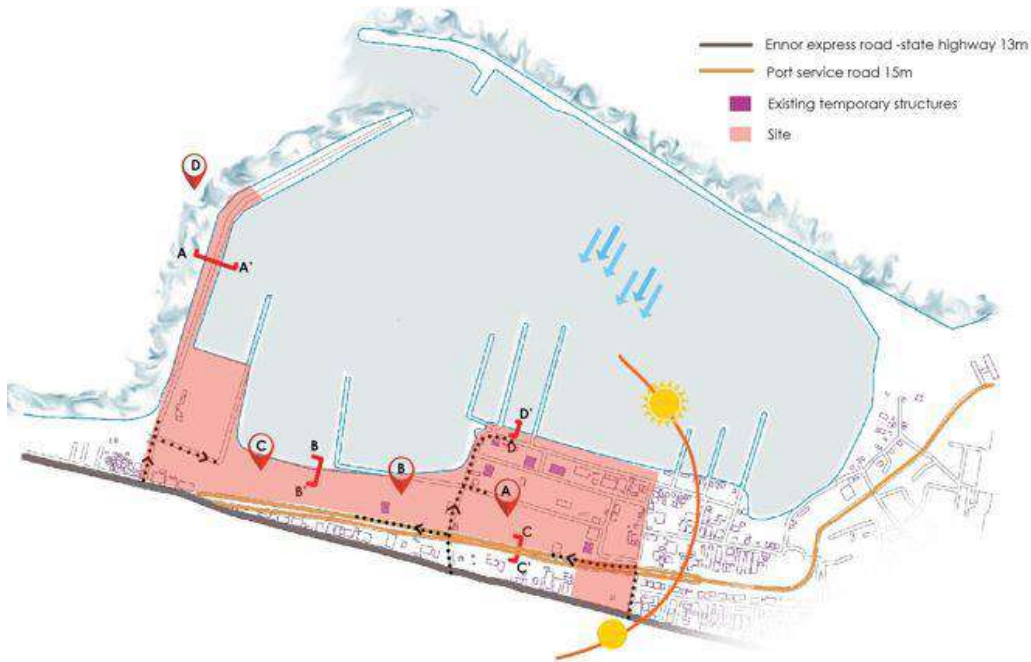 Ennor express road -state highway 13m
Port service road 15m
Existing temporary structures
Site
D
A
A'
D'
D
B
C
B
B'
A
C
C'